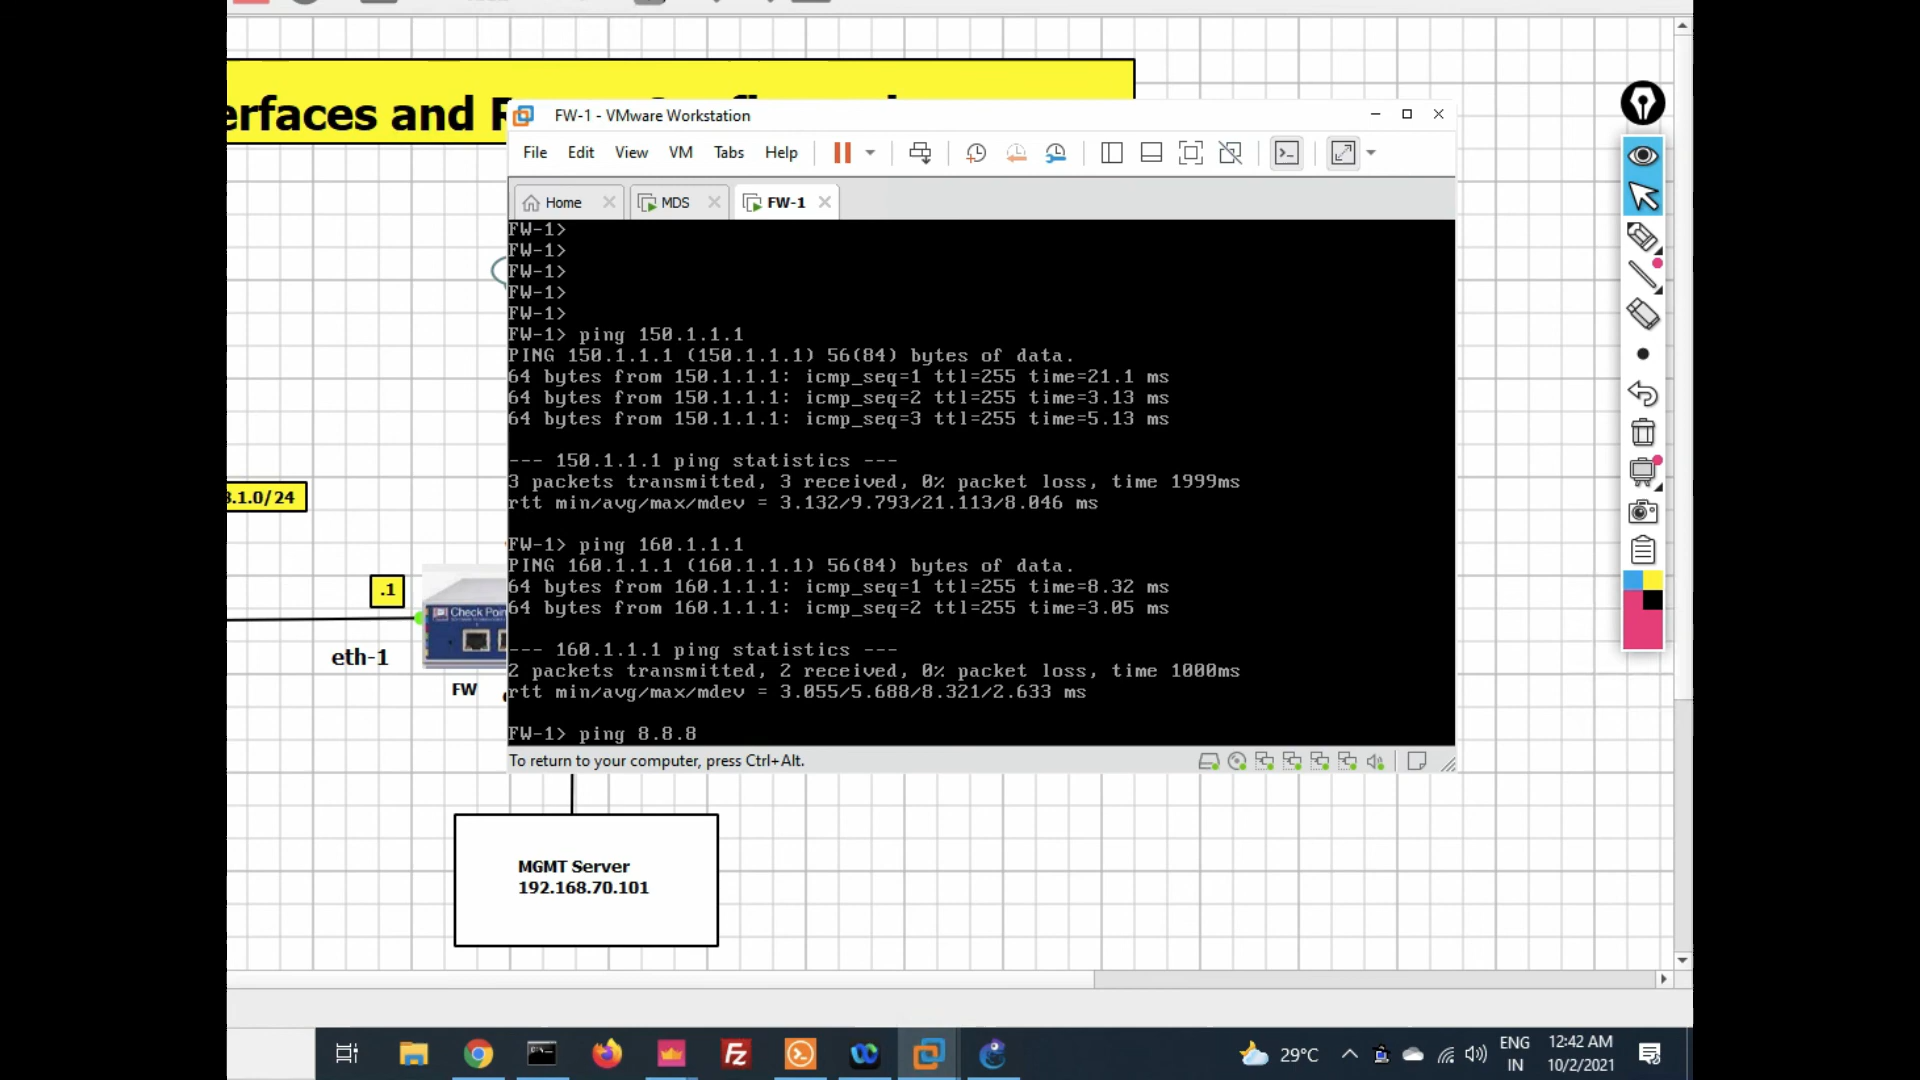 erfaces and R
FW-1 - VMware Workstation
File Edit View VM Tabs Help
Home MDS FW-1
FW-1>
FW-1>
FW-1>
FW-1>
FW-1>
FW-1> ping 150.1.1.1
PING 150.1.1.1 (150.1.1.1) 56(84) bytes of data.
64 bytes from 150.1.1.1: icmp_seq=1 ttl=255 time=21.1 ms
64 bytes from 150.1.1.1: icmp_seq=2 ttl=255 time=3.13 ms
64 bytes from 150.1.1.1: icmp_seq=3 ttl=255 time=5.13 ms
--- 150.1.1.1 ping statistics ---
3 packets transmitted, 3 received, 0% packet loss, time 1999ms
rtt min/avg/max/mdev = 3.132/9.793/21.113/8.046 ms
FW-1> ping 160.1.1.1
PING 160.1.1.1 (160.1.1.1) 56(84) bytes of data.
64 bytes from 160.1.1.1: icmp_seq=1 ttl=255 time=8.32 ms
64 bytes from 160.1.1.1: icmp_seq=2 ttl=255 time=3.05 ms
--- 160.1.1.1 ping statistics ---
2 packets transmitted, 2 received, 0% packet loss, time 1000ms
rtt min/avg/max/mdev = 3.055/5.688/8.321/2.633 ms
FW-1> ping 8.8.8
To return to your computer, press Ctrl+Alt.
3.1.0/24
.1
Check Poin
eth-1
FW
MGMT Server
192.168.70.101
29°C
ENG
IN
12:42 AM
10/2/2021